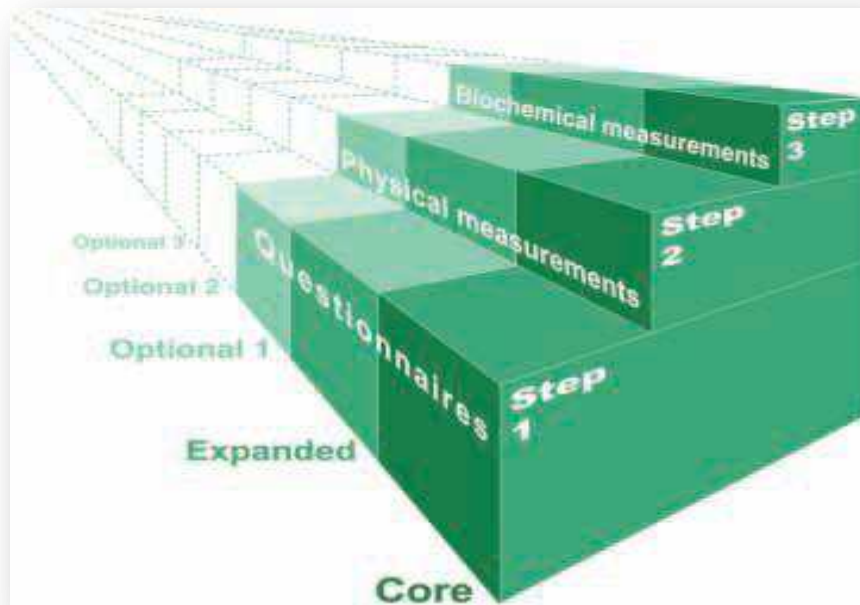 Biochemical measurements
Step
3
Physical measurements
Step
2
Questionnaires
Step
1
Optional 3
Optional 2
Optional 1
Expanded
Core